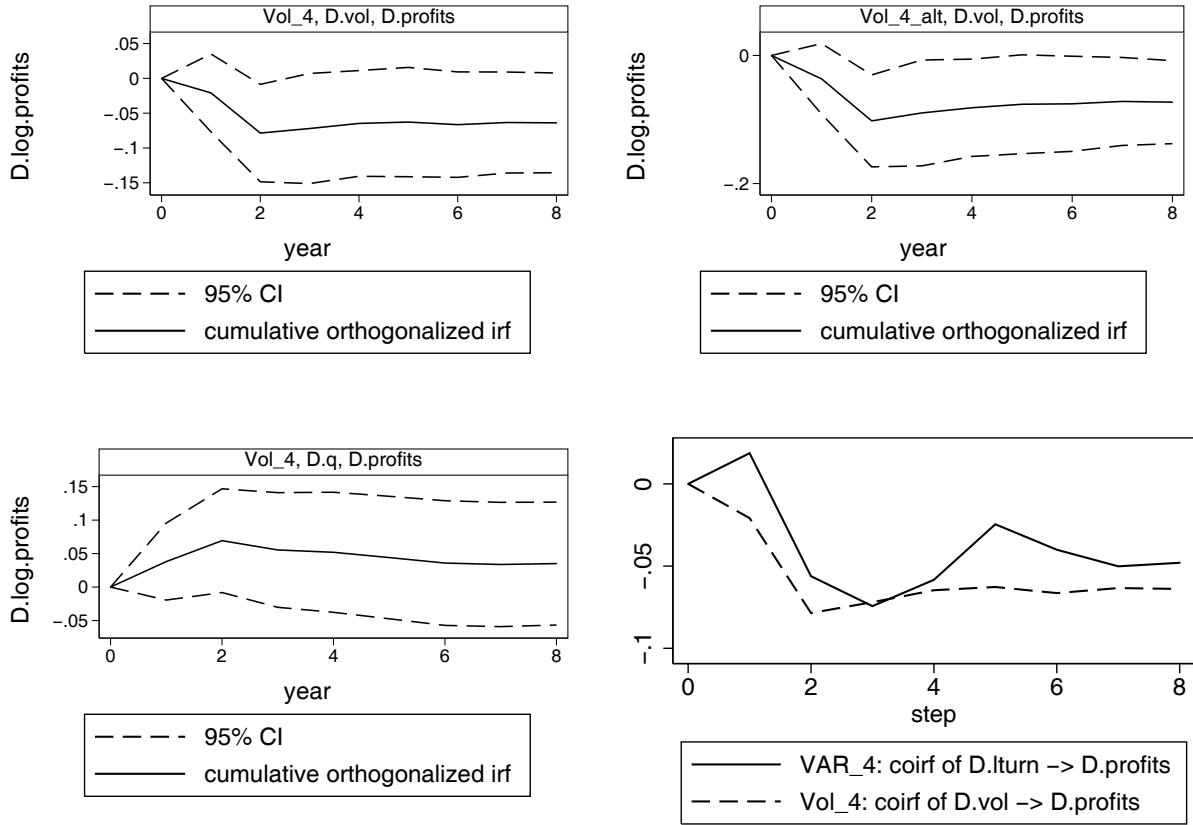 Vol_4, D.vol, D.profits
D.log.profits
.05
0
-.05
-.1
-.15
0 2 4 6 8
year
95% CI
cumulative orthogonalized irf
Vol_4_alt, D.vol, D.profits
D.log.profits
0
-.2
0 2 4 6 8
year
95% CI
cumulative orthogonalized irf
Vol_4, D.q, D.profits
D.log.profits
.15
.1
.05
0
-.05
0 2 4 6 8
year
95% CI
cumulative orthogonalized irf
0
-.05
-.1
0 2 4 6 8
step
VAR_4: coirf of D.lturn -> D.profits
Vol_4: coirf of D.vol -> D.profits